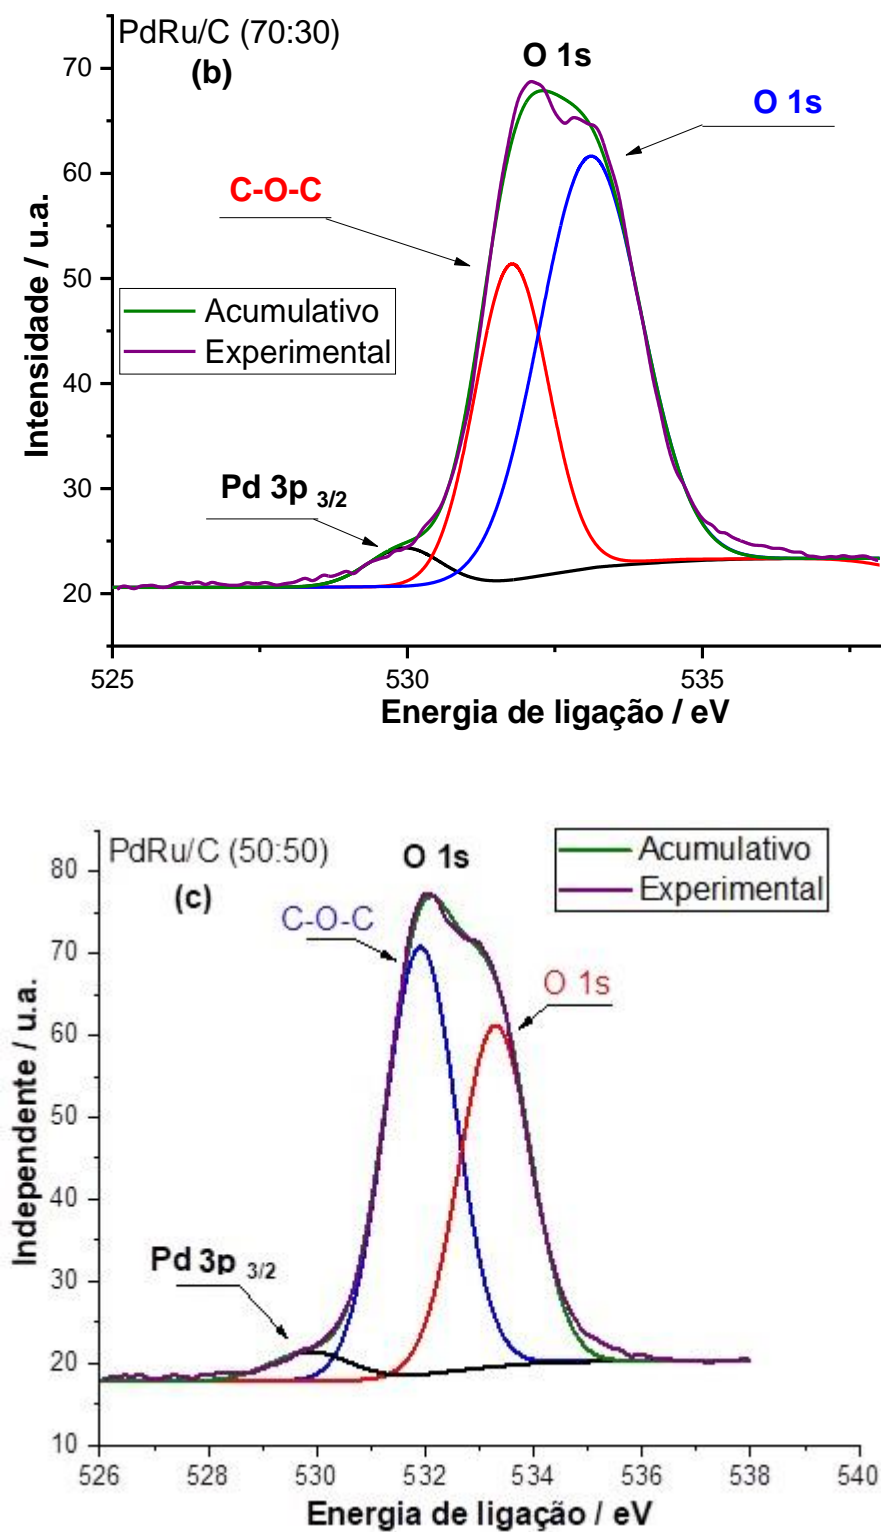 PdRu/C (70:30)
(b)
O 1s
O 1s
C-O-C
Acumulativo
Experimental
Pd 3p 3/2
Intensidade / u.a.
70
60
50
40
30
20
525
530
535
Energia de ligação / eV
PdRu/C (50:50)
(c)
O 1s
Acumulativo
Experimental
C-O-C
O 1s
Pd 3p 3/2
Independente / u.a.
80
70
60
50
40
30
20
10
526
528
530
532
534
536
538
540
Energia de ligação / eV